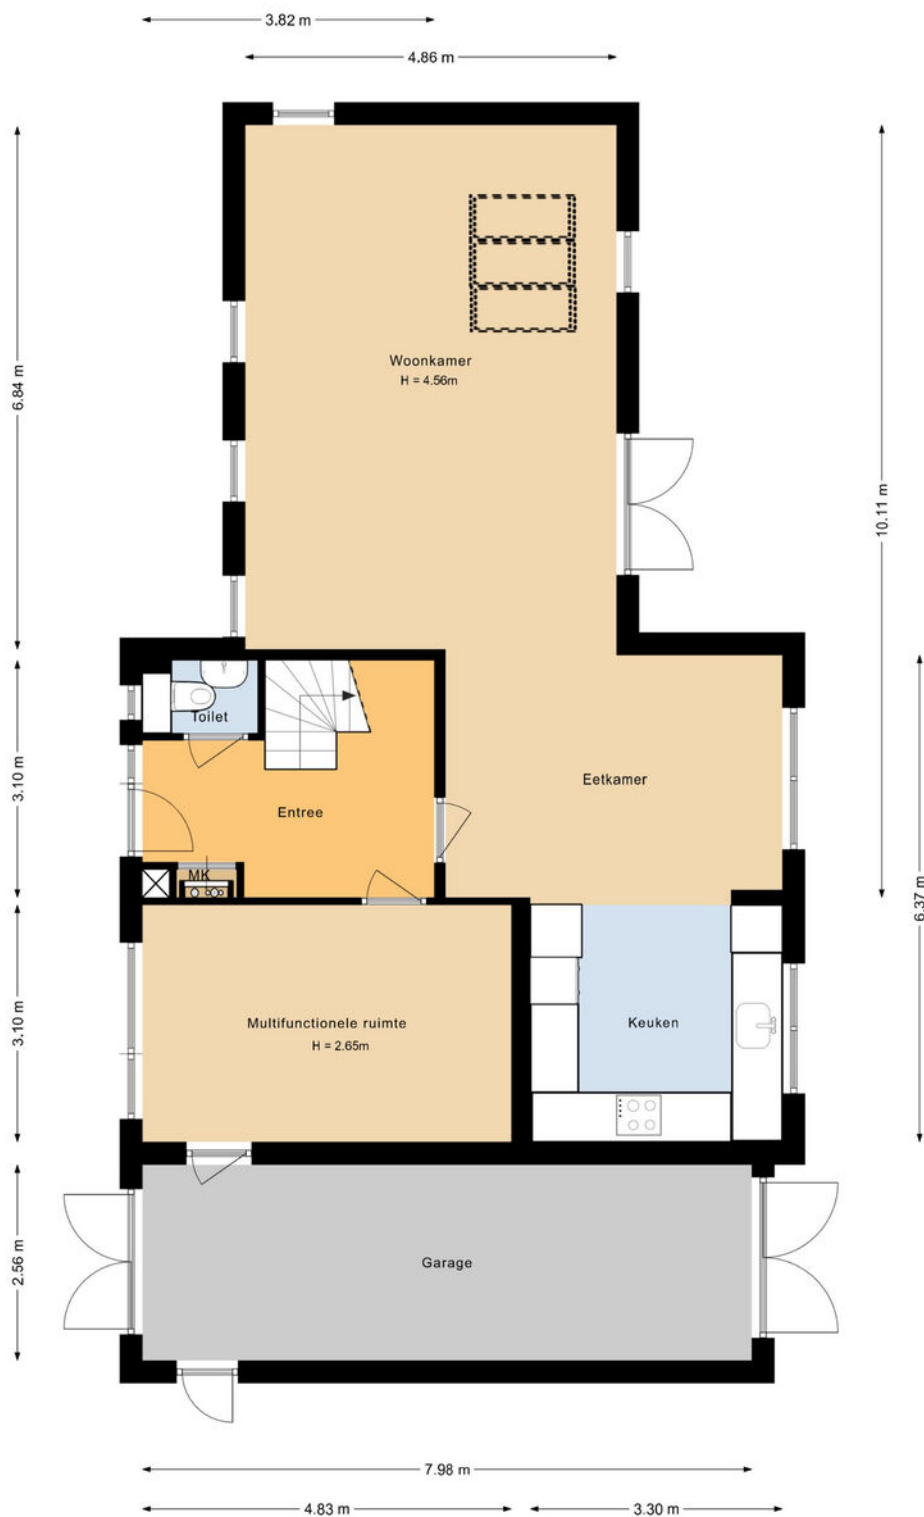 3.82 m
4.86 m
6.84 m
10.11 m
Woonkamer
H = 4.56m
3.10 m
Toilet
Eetkamer
Entree
MK
6.37 m
3.10 m
Multifunctionele ruimte
H = 2.65m
Keuken
2.56 m
Garage
7.98 m
4.83 m
3.30 m